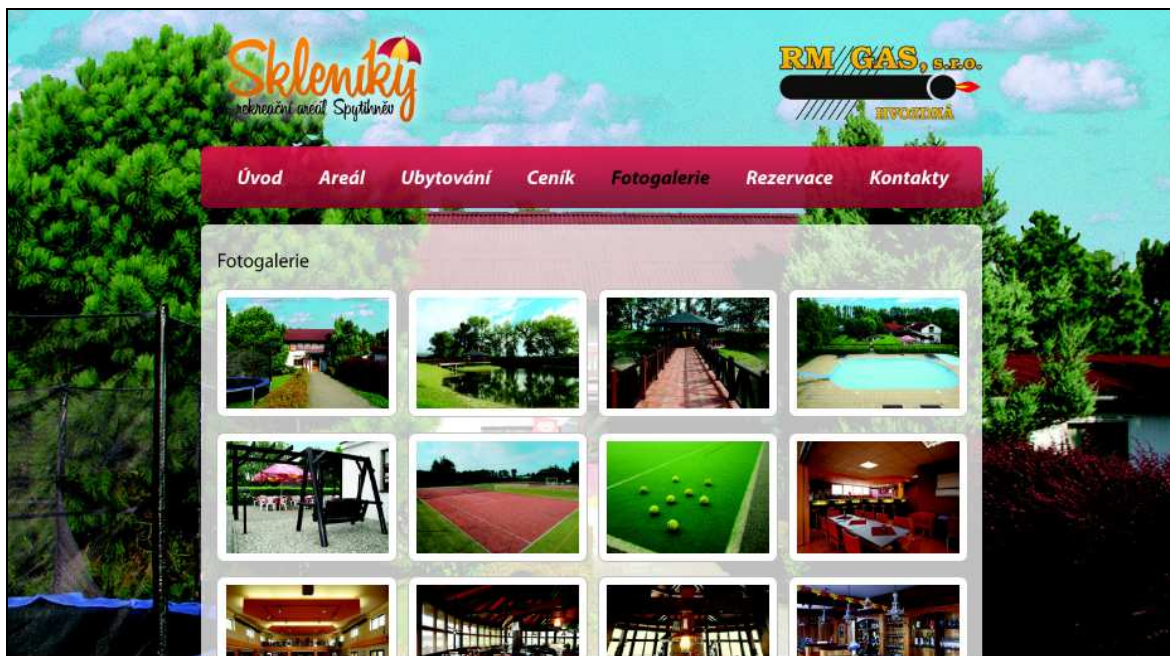 Skleníky
rekreační areál Spytihněv
RM GAS, s.r.o.
HVOZDNÁ
Úvod Areál Ubytování Ceník Fotogalerie Rezervace Kontakty
Fotogalerie